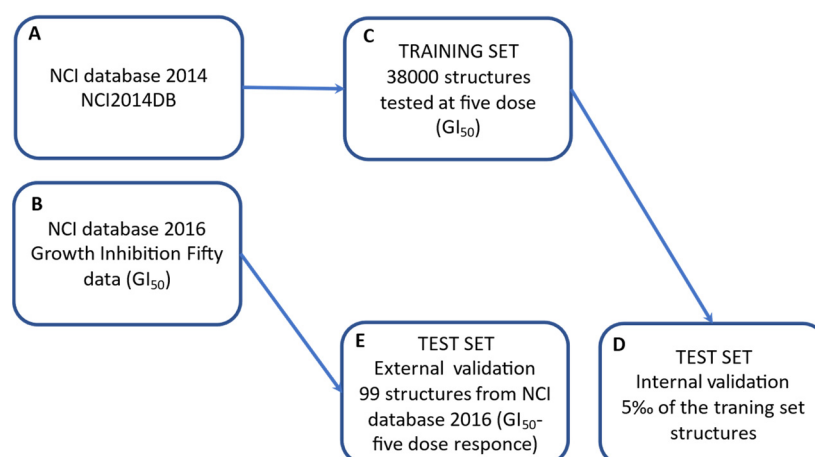 A
NCI database 2014
NCI2014DB
B
NCI database 2016
Growth Inhibition Fifty
data (GI₅₀)
C
TRAINING SET
38000 structures
tested at five dose
(GI₅₀)
E
TEST SET
External validation
99 structures from NCI
database 2016 (GI₅₀-
five dose responce)
D
TEST SET
Internal validation
5‰ of the traning set
structures